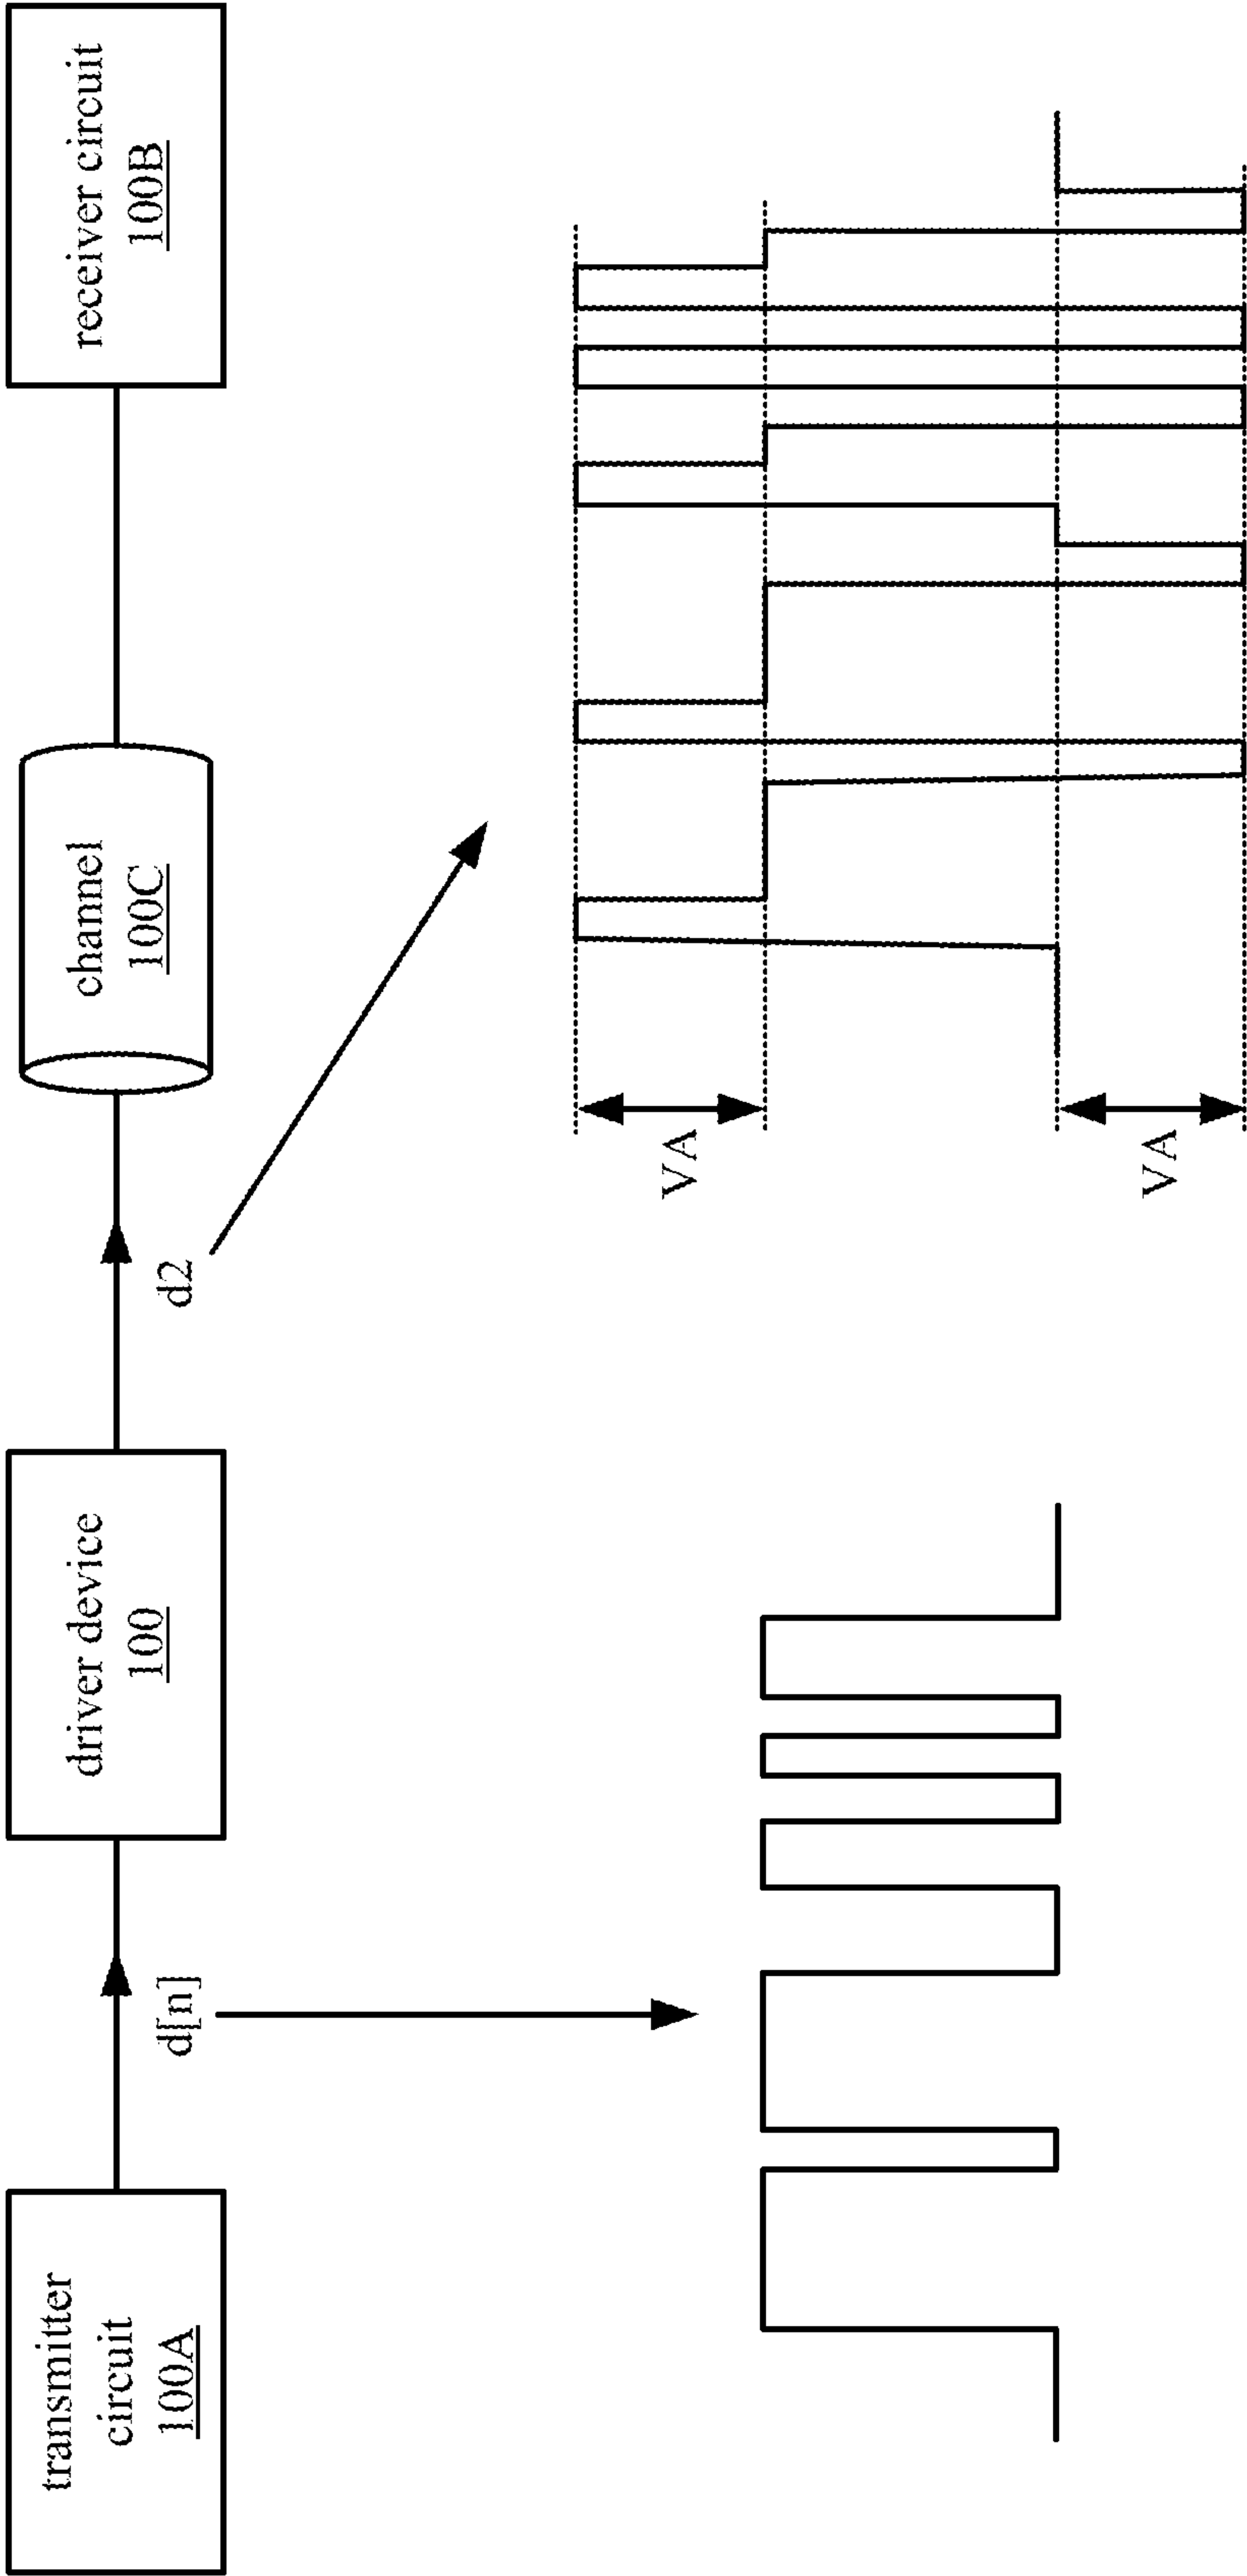 transmitter
circuit
100A
d[n]
driver device
100
d2
channel
100C
receiver circuit
100B
VA
VA